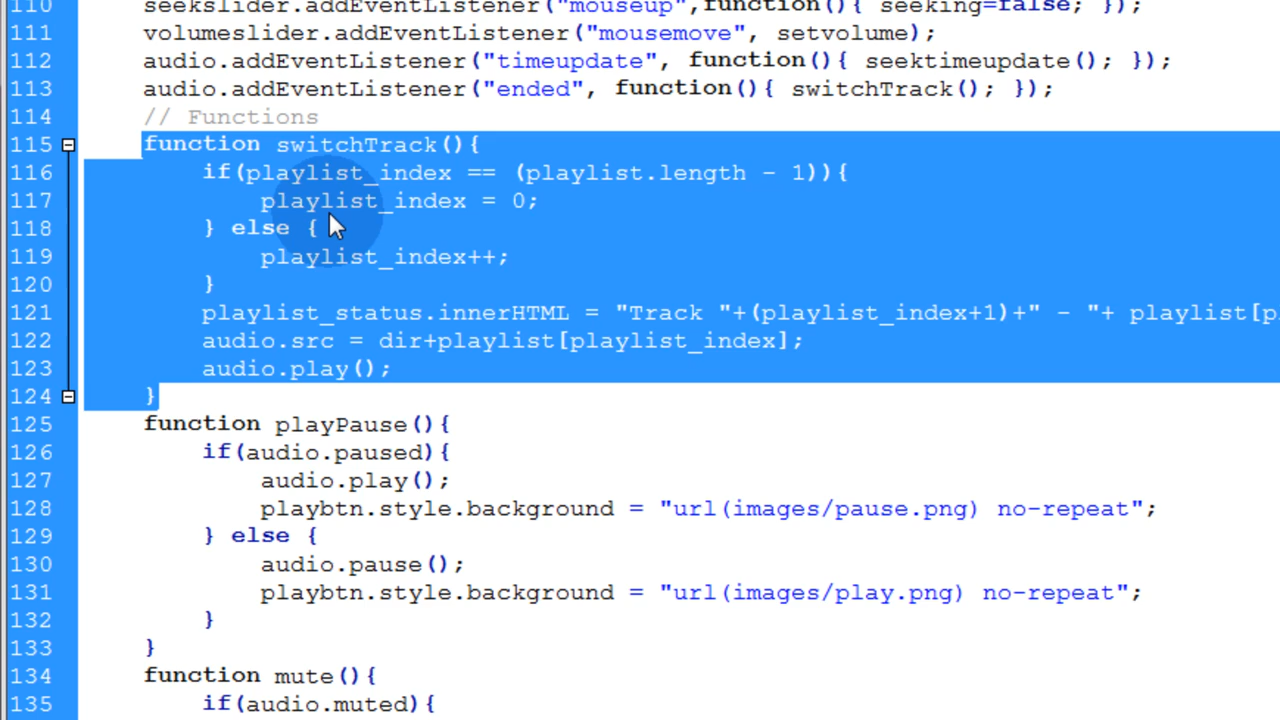 110 seekslider.addEventListener("mouseup",function(){ seeking=false; });
111 volumeslider.addEventListener("mousemove", setvolume);
112 audio.addEventListener("timeupdate", function(){ seektimeupdate(); });
113 audio.addEventListener("ended", function(){ switchTrack(); });
114 // Functions
115 function switchTrack(){
116 if(playlist_index == (playlist.length - 1)){
117 playlist_index = 0;
118 } else {
119 playlist_index++;
120 }
121 playlist_status.innerHTML = "Track "+(playlist_index+1)+" - "+ playlist[p
122 audio.src = dir+playlist[playlist_index];
123 audio.play();
124 }
125 function playPause(){
126 if(audio.paused){
127 audio.play();
128 playbtn.style.background = "url(images/pause.png) no-repeat";
129 } else {
130 audio.pause();
131 playbtn.style.background = "url(images/play.png) no-repeat";
132 }
133 }
134 function mute(){
135 if(audio.muted){